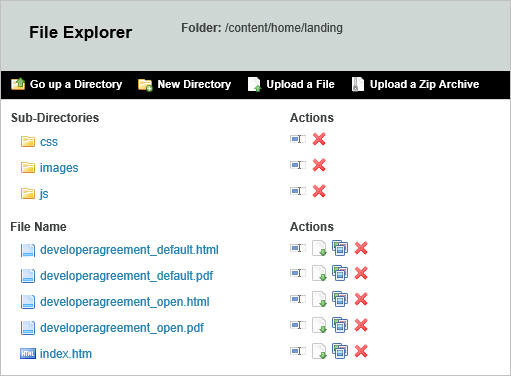 File Explorer
Folder: /content/home/landing
Go up a Directory New Directory Upload a File Upload a Zip Archive
Sub-Directories Actions
css
images
js
File Name Actions
developeragreement_default.html
developeragreement_default.pdf
developeragreement_open.html
developeragreement_open.pdf
HTML index.htm